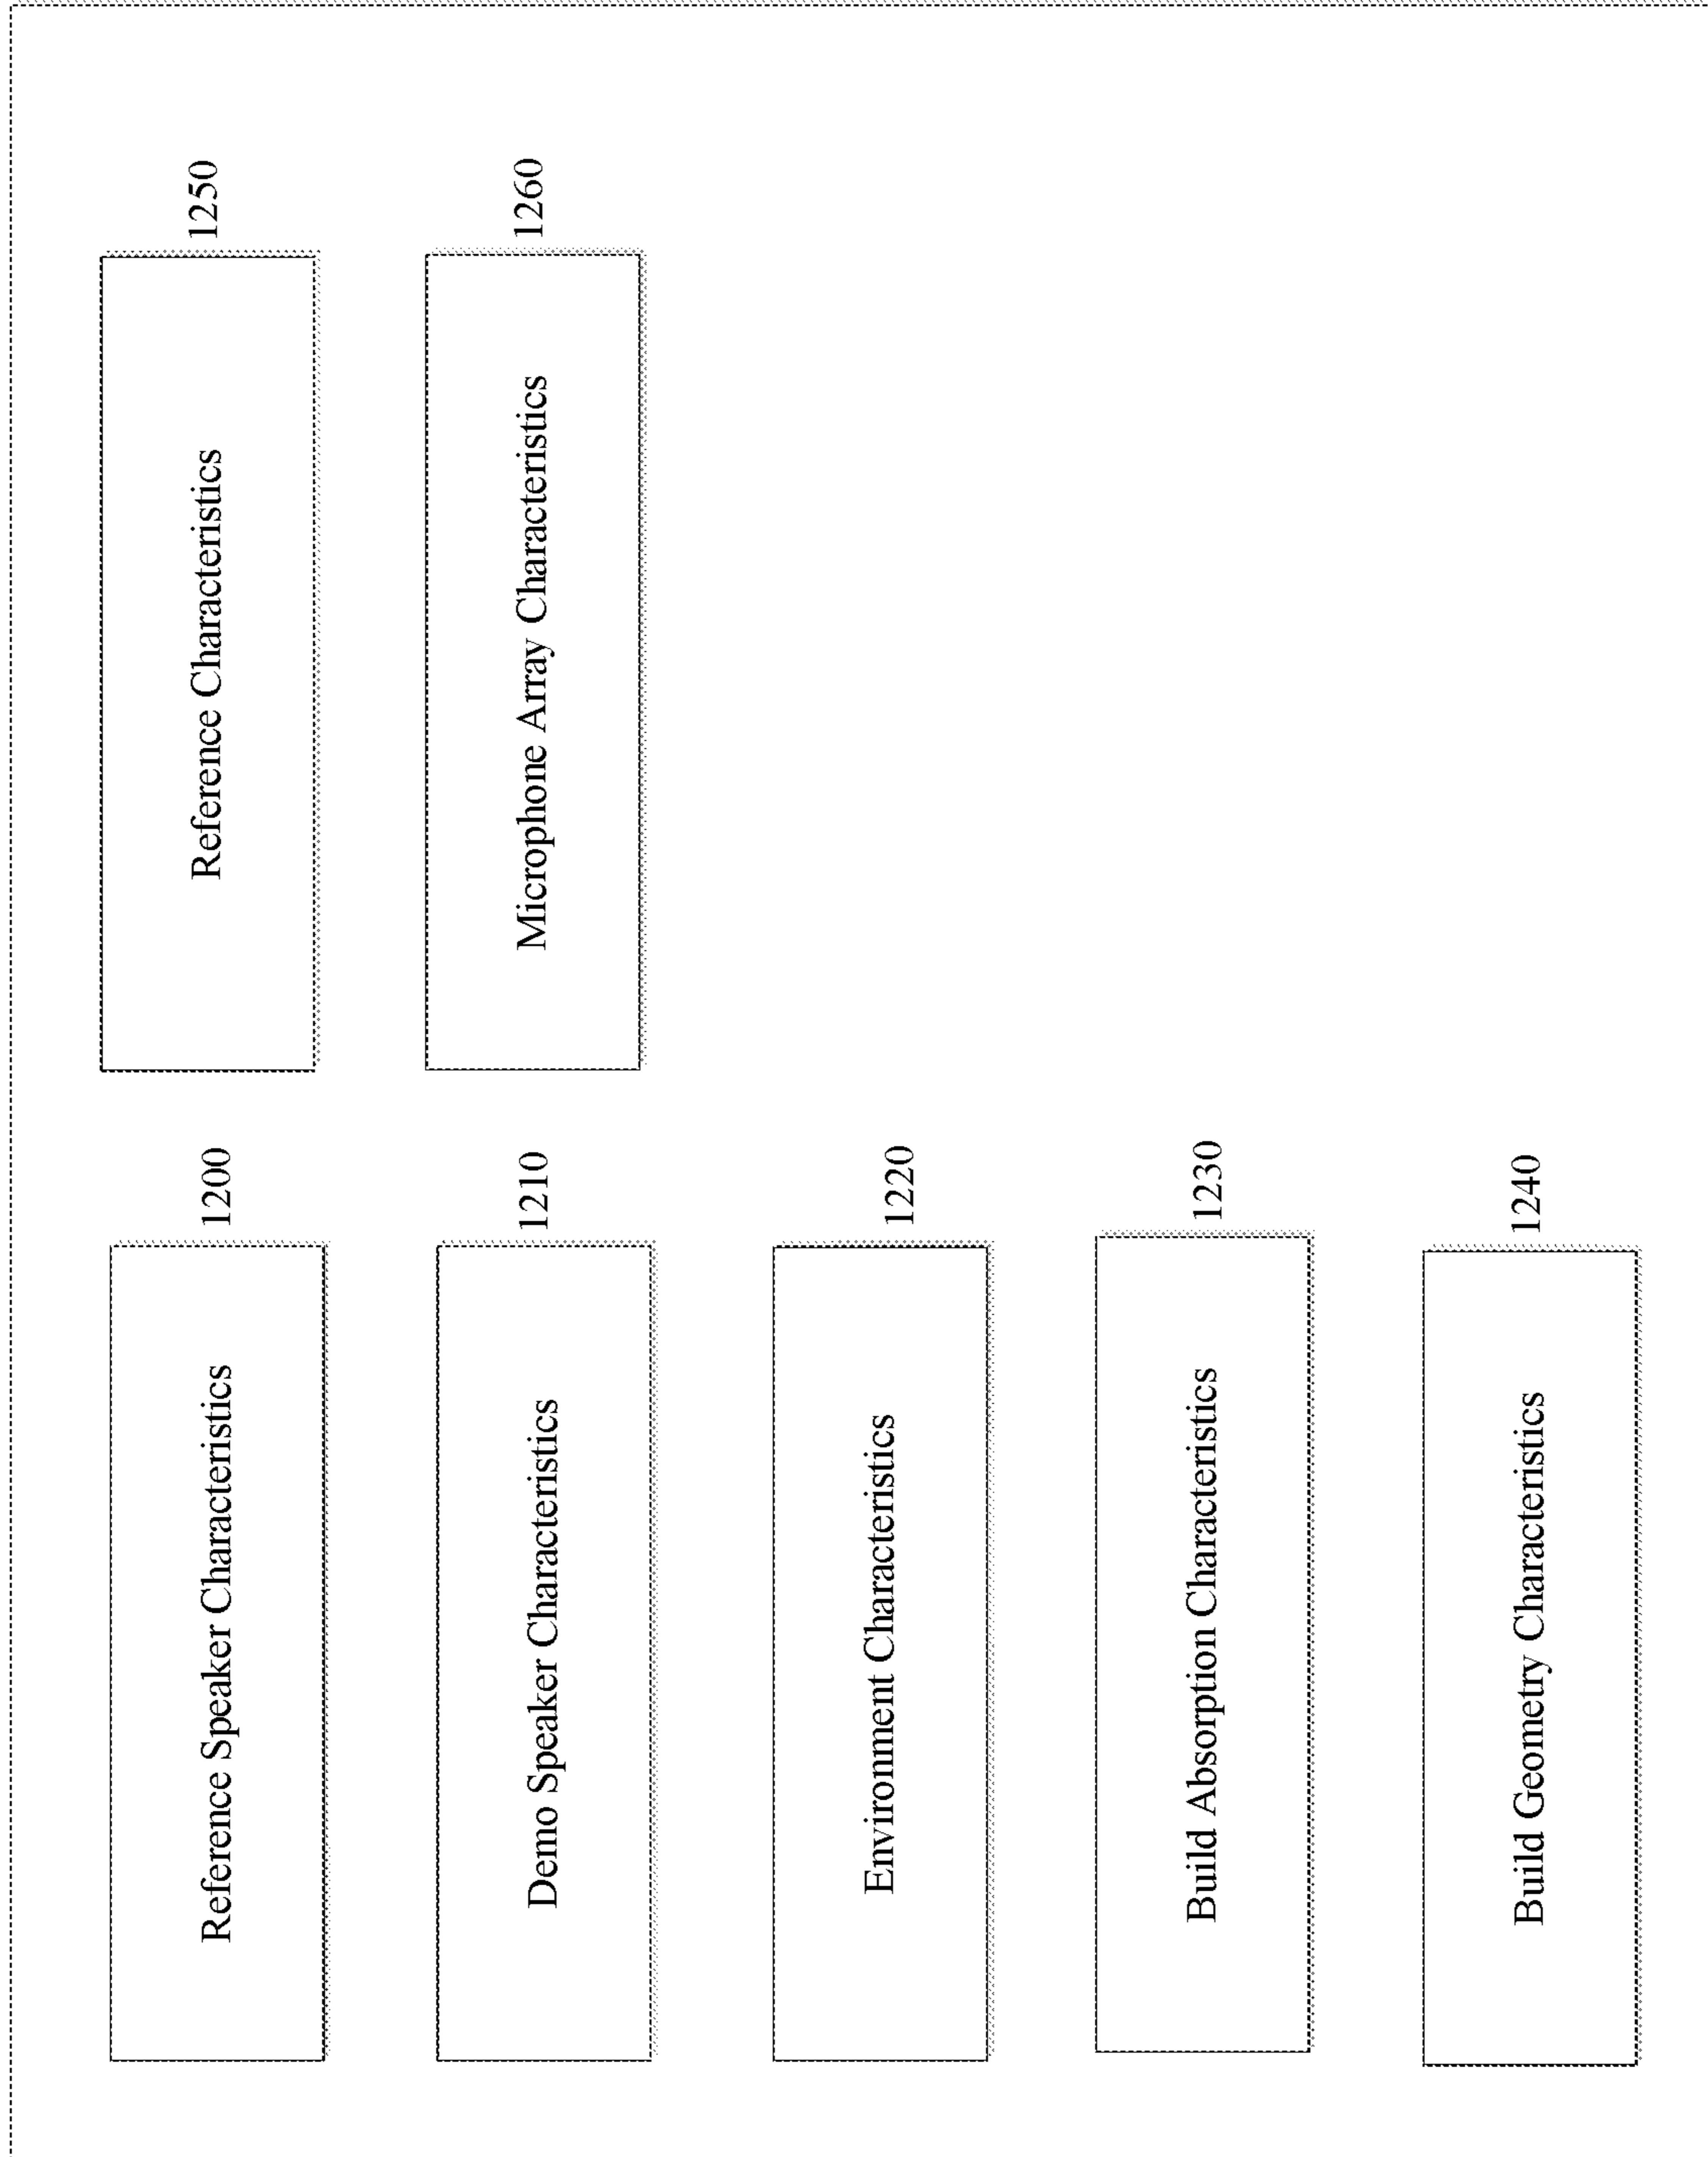 Reference Speaker Characteristics
1200
Demo Speaker Characteristics
1210
Environment Characteristics
1220
Build Absorption Characteristics
1230
Build Geometry Characteristics
1240
Reference Characteristics
1250
Microphone Array Characteristics
1260